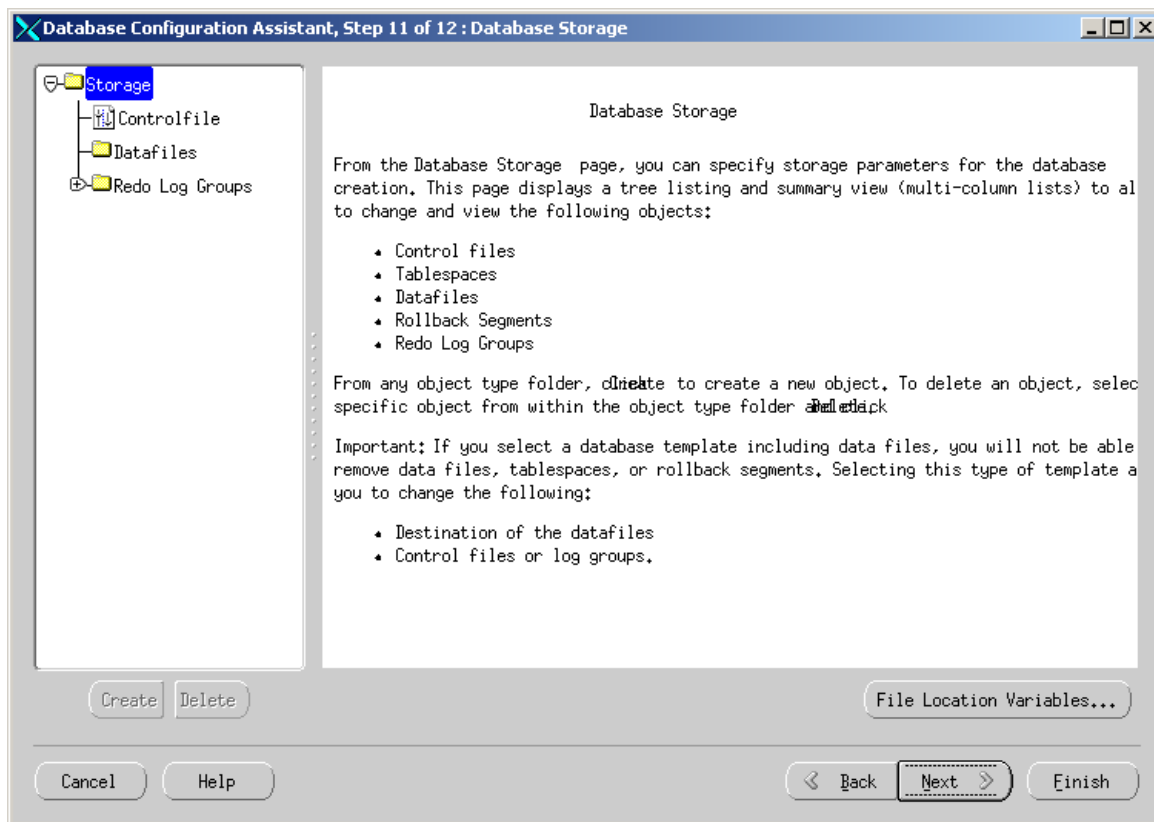 Database Configuration Assistant, Step 11 of 12 : Database Storage
Storage
Controlfile
Datafiles
Redo Log Groups
Database Storage
From the Database Storage page, you can specify storage parameters for the database
creation. This page displays a tree listing and summary view (multi-column lists) to al
to change and view the following objects:
• Control files
• Tablespaces
• Datafiles
• Rollback Segments
• Redo Log Groups
From any object type folder, to create a new object. To delete an object, selec
specific object from within the object type folder
Important: If you select a database template including data files, you will not be able
remove data files, tablespaces, or rollback segments. Selecting this type of template a
you to change the following:
• Destination of the datafiles
• Control files or log groups.
Create Delete
File Location Variables...
Cancel Help Back Next Finish